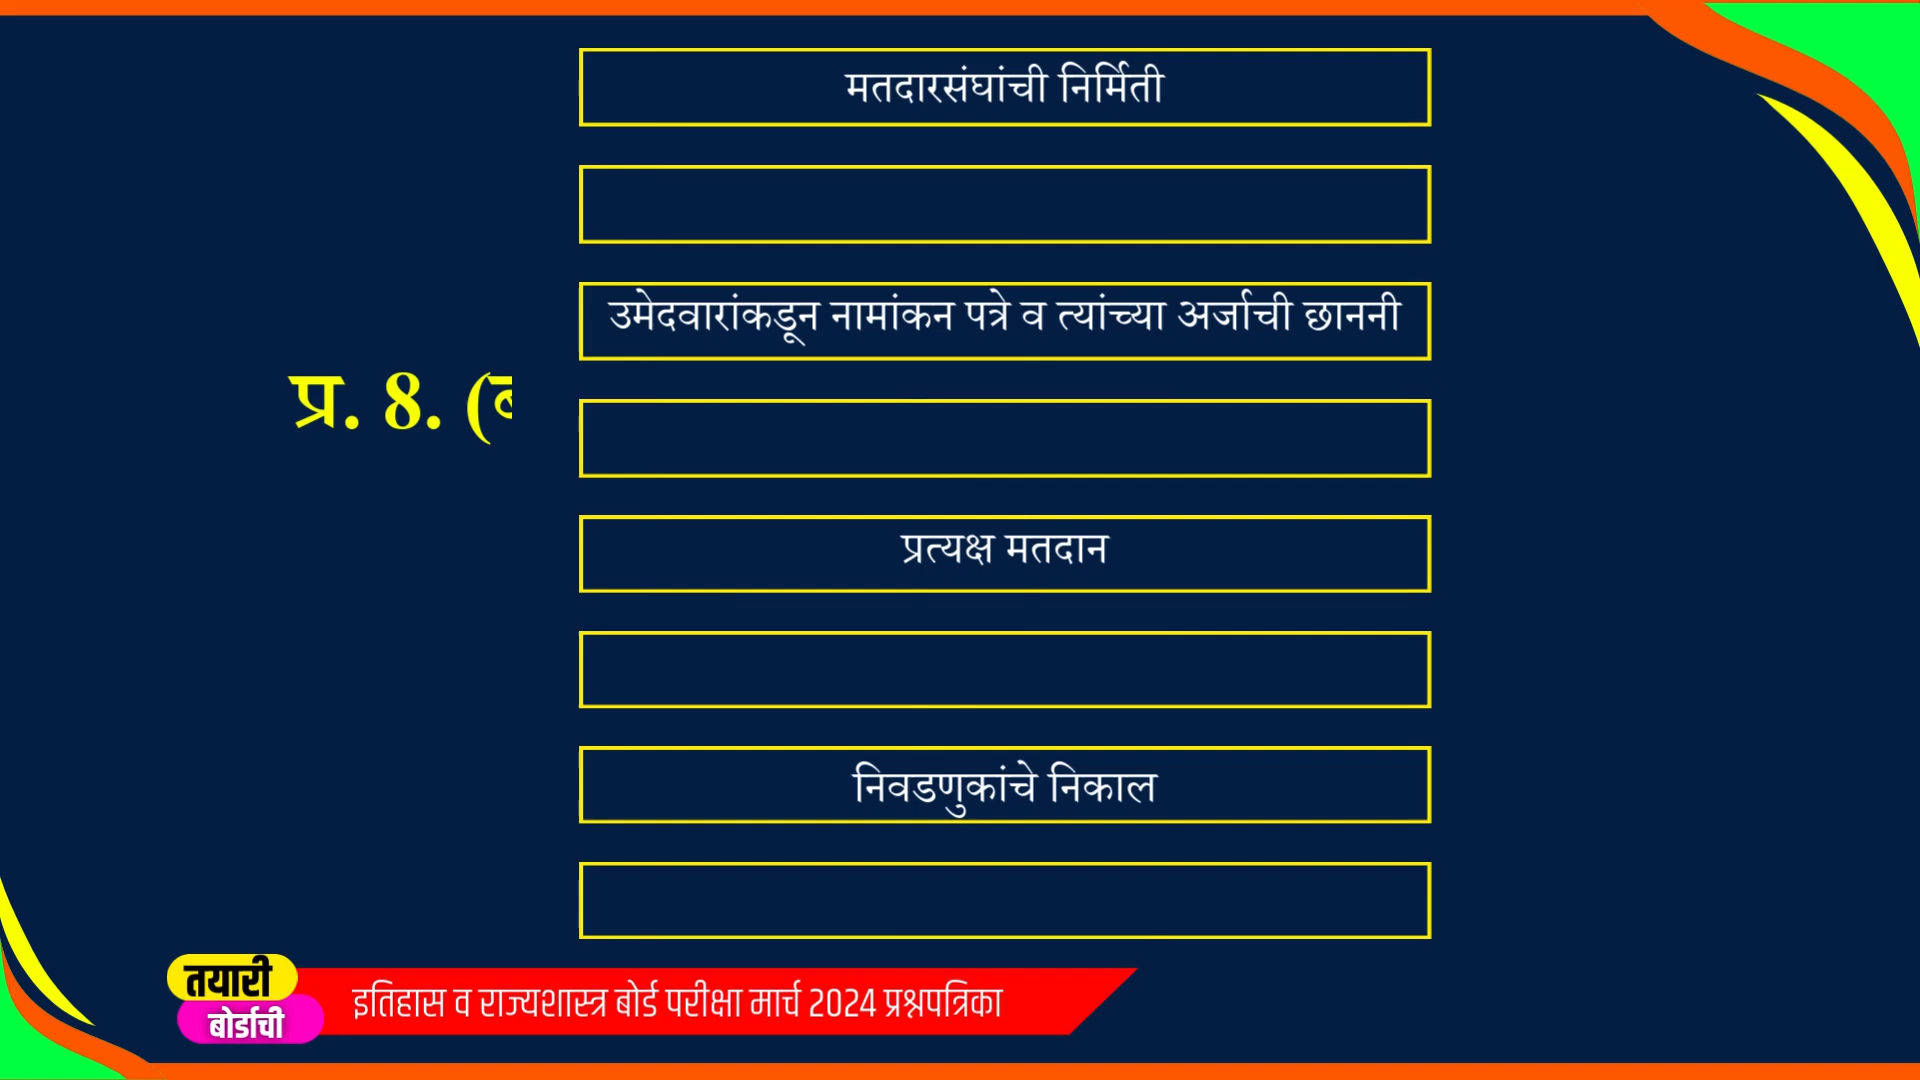 मतदारसंघांची निर्मिती
उमेदवारांकडून नामांकन पत्रे व त्यांच्या अर्जाची छाननी
प्र. 8. (ब
प्रत्यक्ष मतदान
निवडणुकांचे निकाल
तयारी
बोर्डाची
इतिहास व राज्यशास्त्र बोर्ड परीक्षा मार्च 2024 प्रश्नपत्रिका